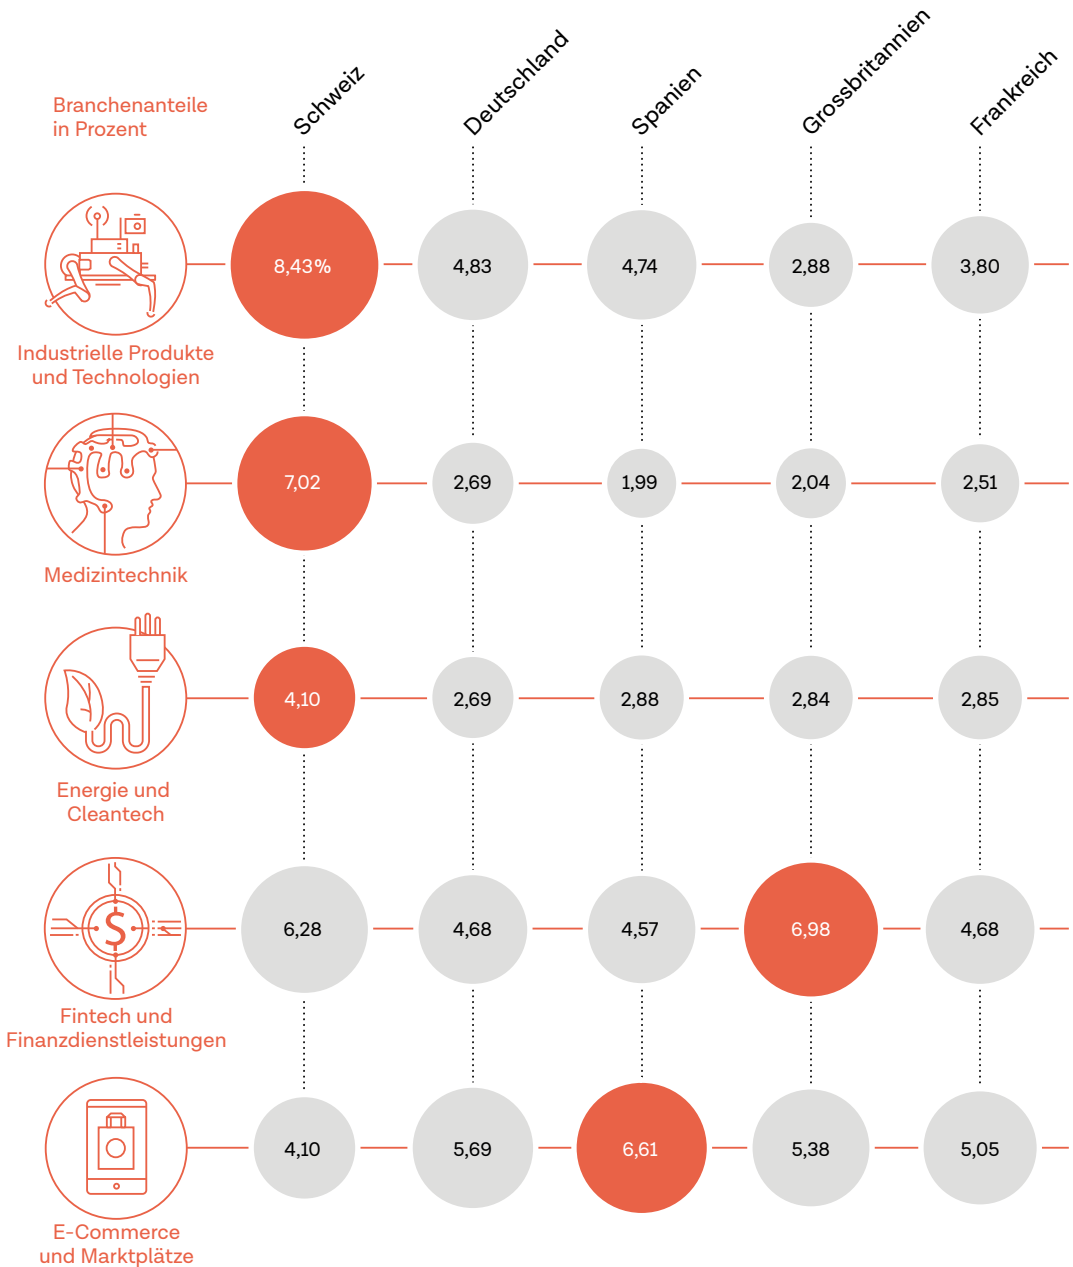 Branchenanteile
in Prozent
Schweiz
Deutschland
Spanien
Grossbritannien
Frankreich
8,43% 4,83 4,74 2,88 3,80
Industrielle Produkte
und Technologien
7,02 2,69 1,99 2,04 2,51
Medizintechnik
4,10 2,69 2,88 2,84 2,85
Energie und
Cleantech
$
6,28 4,68 4,57 6,98 4,68
Fintech und
Finanzdienstleistungen
4,10 5,69 6,61 5,38 5,05
E-Commerce
und Marktplätze